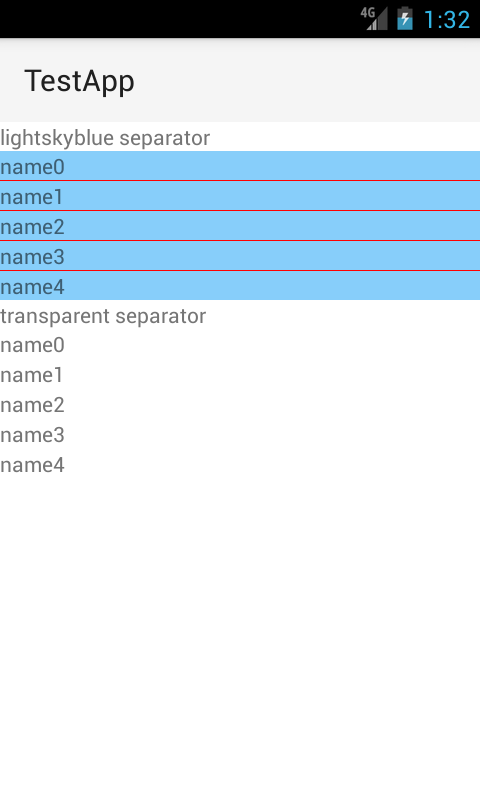 4G
1:32
TestApp
lightskyblue separator
name0
name1
name2
name3
name4
transparent separator
name0
name1
name2
name3
name4